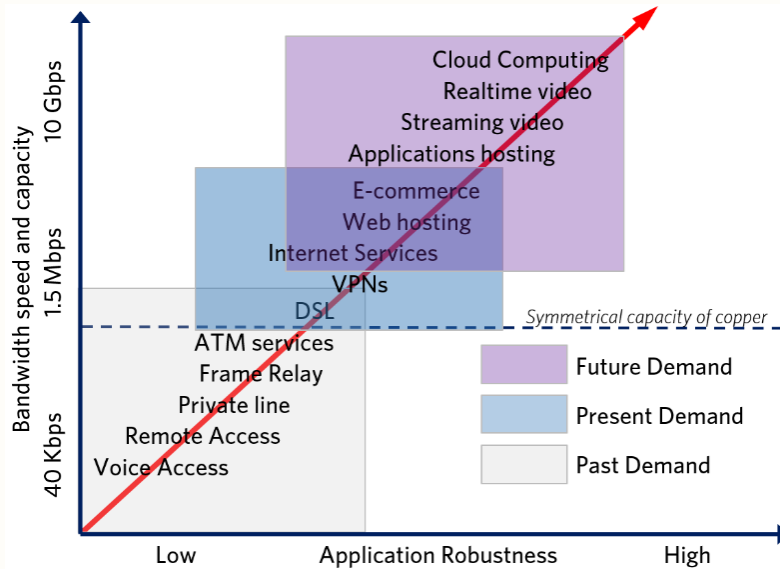 Cloud Computing
Realtime video
Streaming video
Applications hosting
E-commerce
Web hosting
Internet Services
VPNs
DSL
Symmetrical capacity of copper
ATM services
Frame Relay
Private line
Remote Access
Voice Access
Future Demand
Present Demand
Past Demand
Bandwidth speed and capacity
10 Gbps
1.5 Mbps
40 Kbps
Low
Application Robustness
High